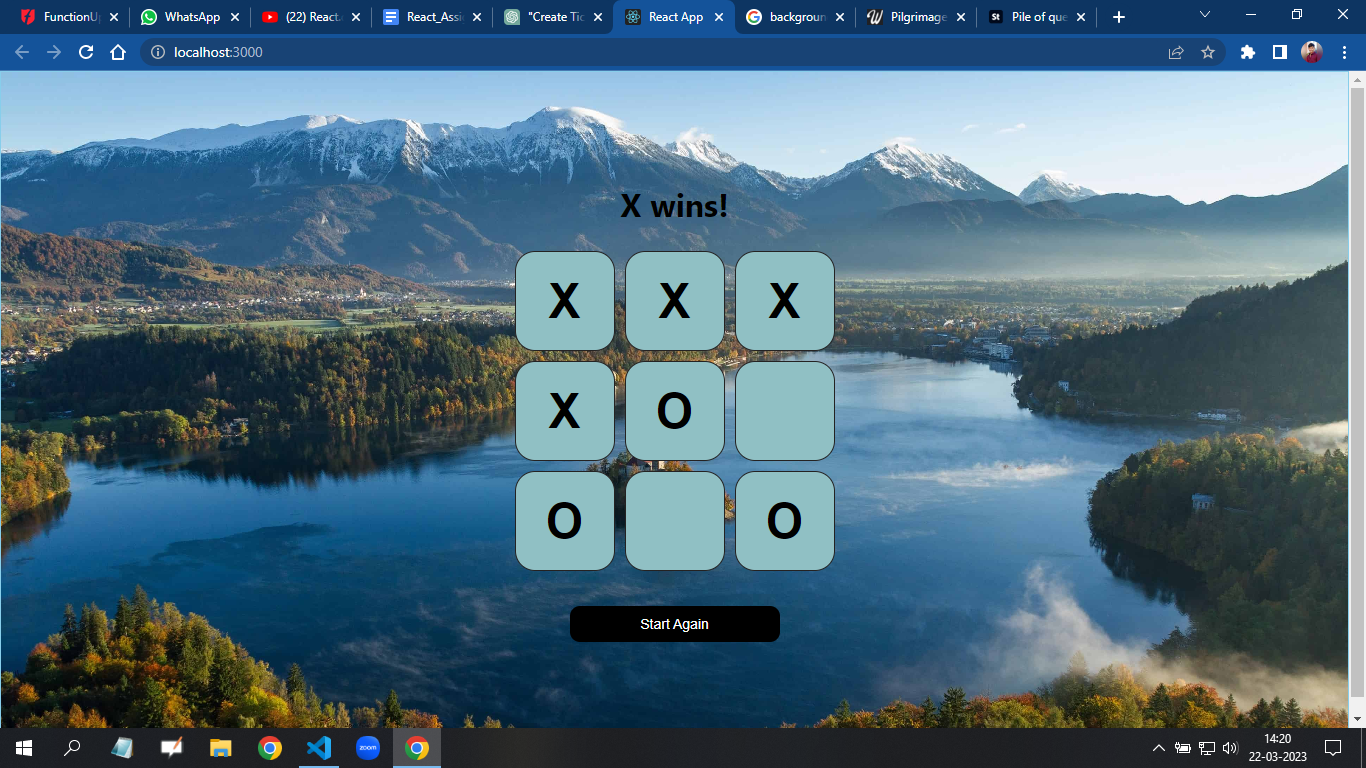 FunctionUp
WhatsApp
(22) React.
React_Assi
"Create Tic
React App
background
Pilgrimage
St
Pile of que
localhost:3000
X wins!
X X X
X O
O O
Start Again
zoom
14:20
22-03-2023